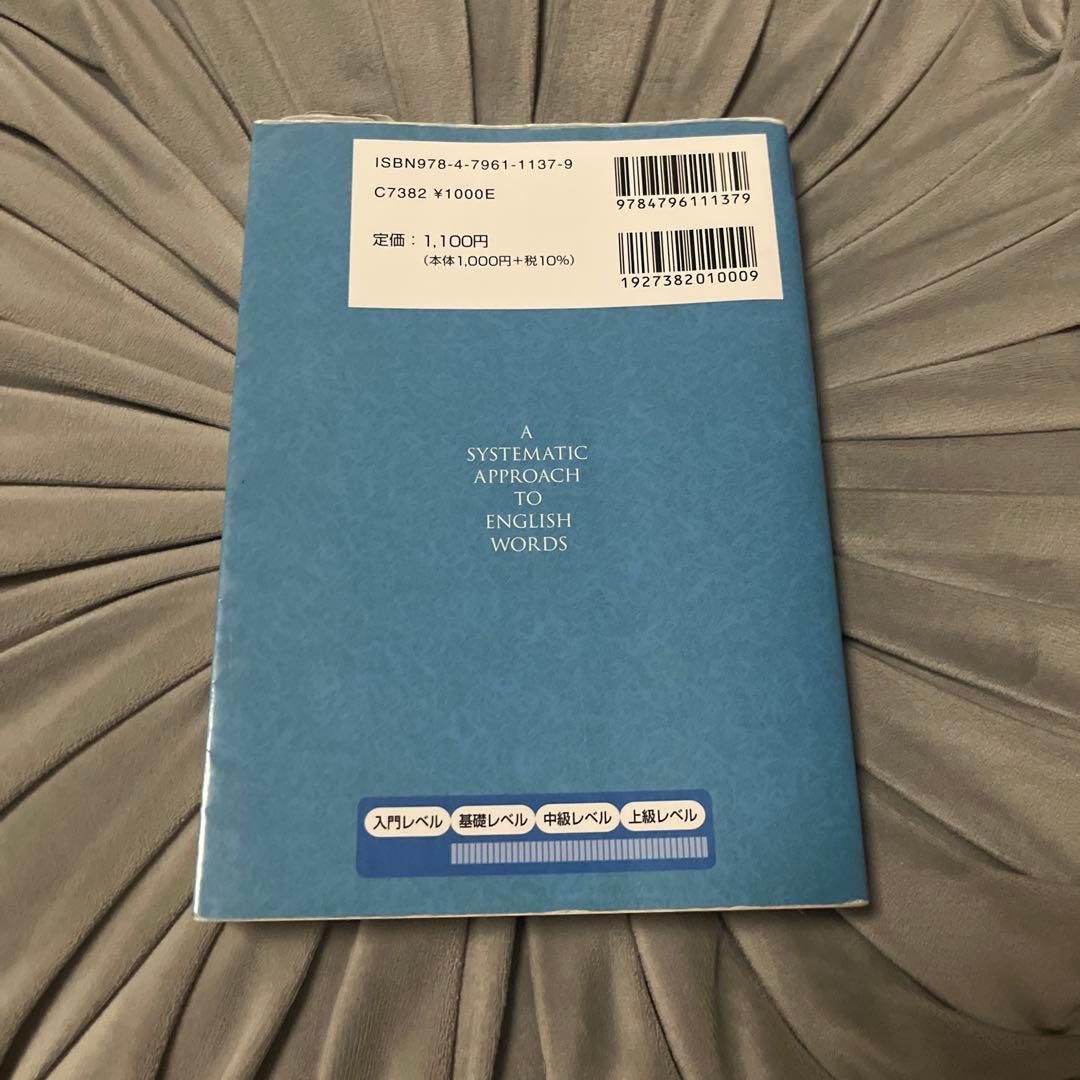 ISBN978-4-7961-1137-9
C7382 ¥1000E
定価：1,100円
（本体1,000円＋税10％）
9784796111379
1927382010009
A
SYSTEMATIC
APPROACH
TO
ENGLISH
WORDS
入門レベル 基礎レベル 中級レベル 上級レベル